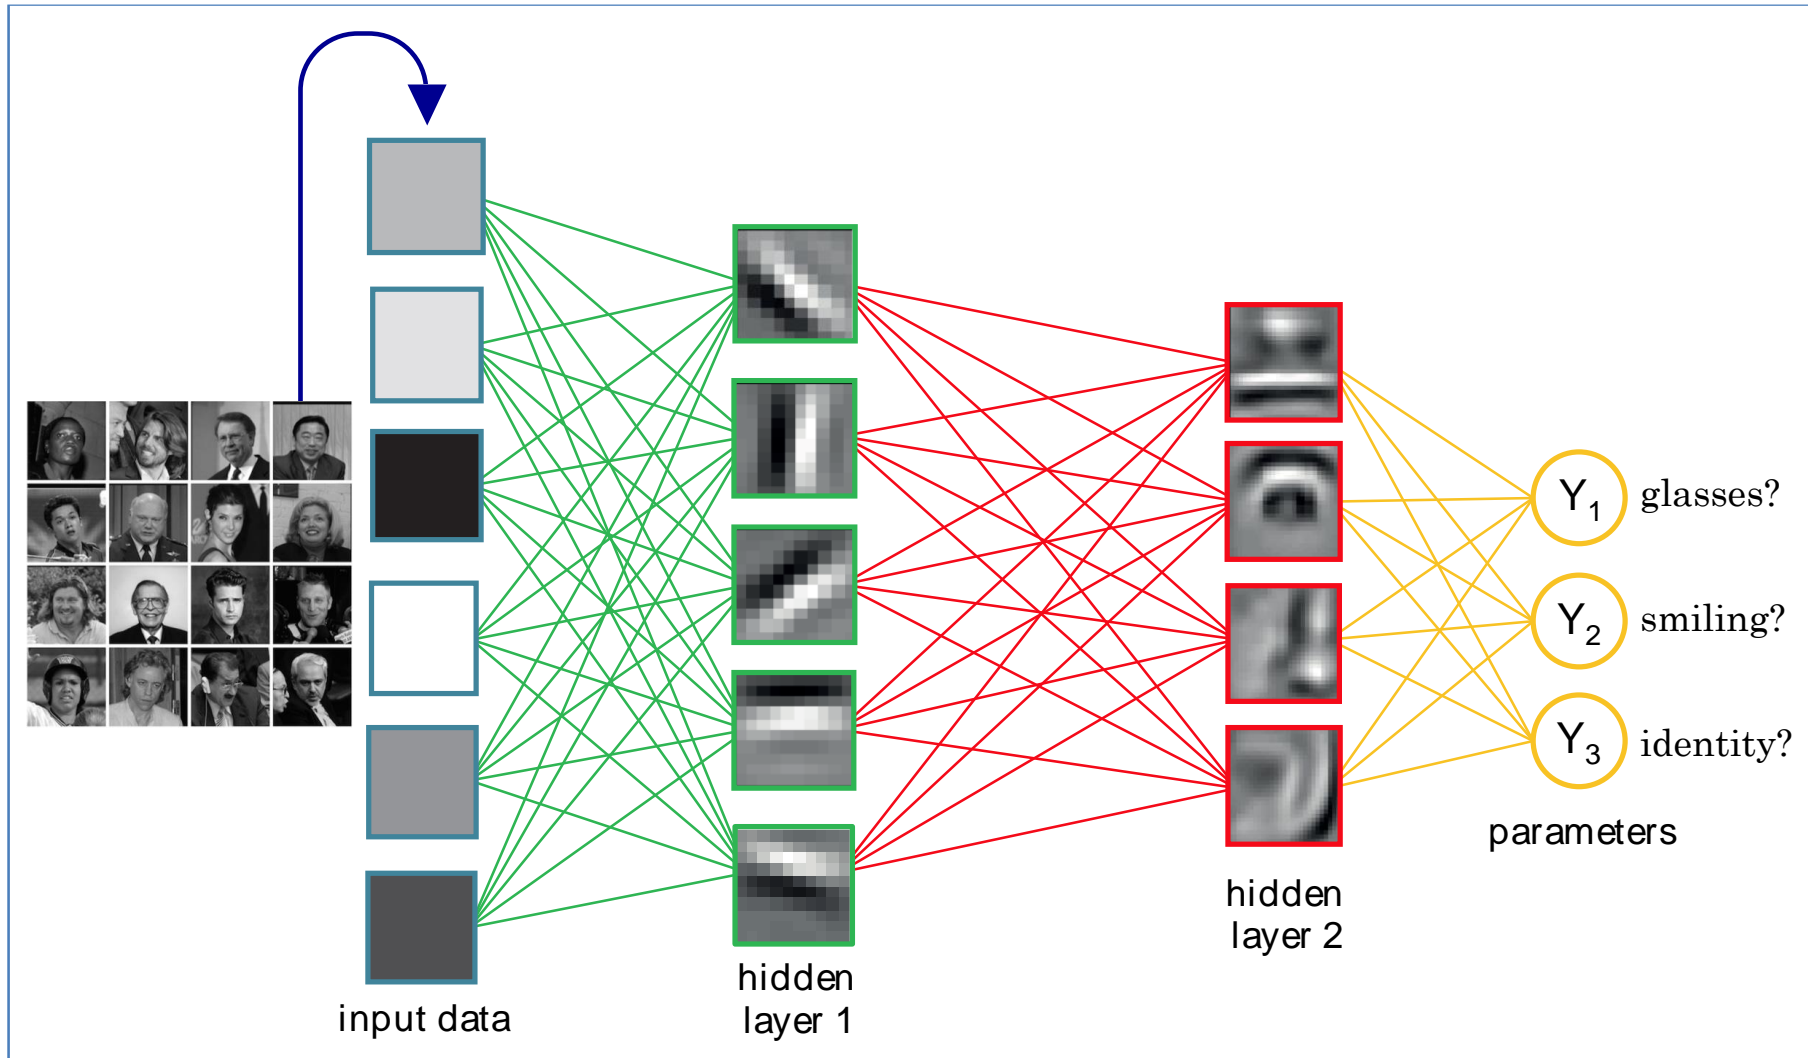 input data
hidden
layer 1
hidden
layer 2
Y1 glasses?
Y2 smiling?
Y3 identity?
parameters